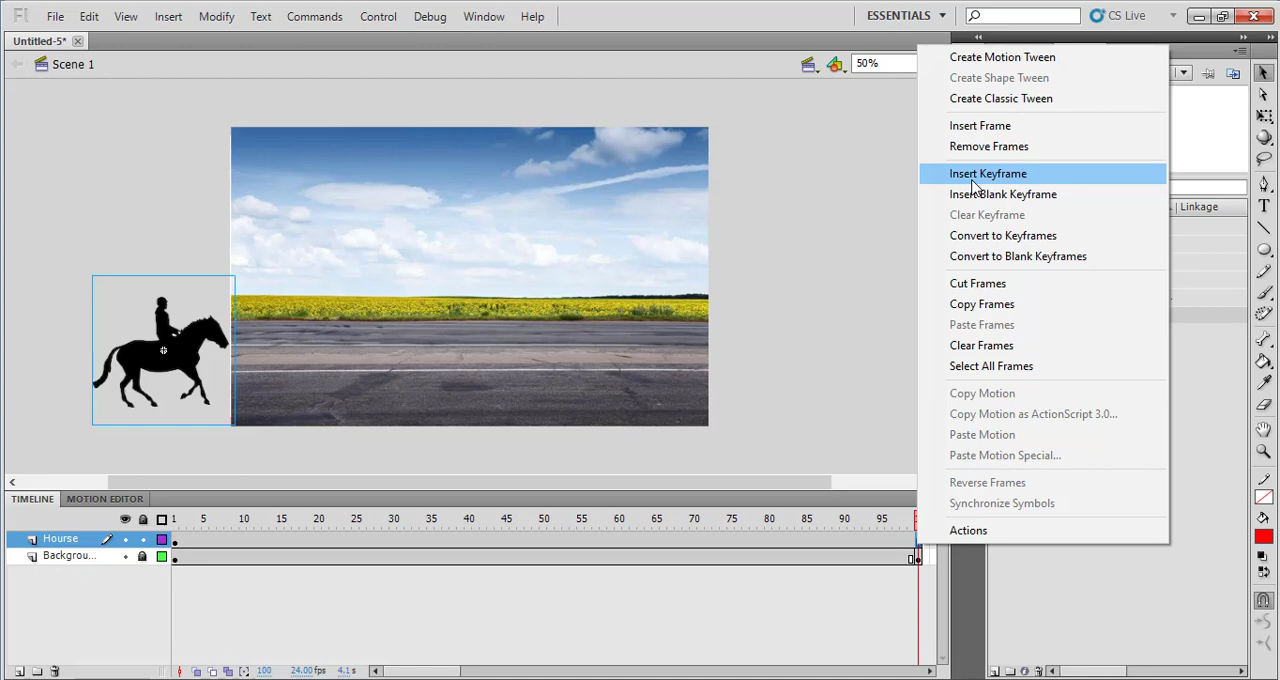 Fl File Edit View Insert Modify Text Commands Control Debug Window Help ESSENTIALS CS Live
Untitled-5*
Scene 1 50%
Create Motion Tween
Create Shape Tween
Create Classic Tween
Insert Frame
Remove Frames
Insert Keyframe
Insert Blank Keyframe
Clear Keyframe
Convert to Keyframes
Convert to Blank Keyframes
Cut Frames
Copy Frames
Paste Frames
Clear Frames
Select All Frames
Copy Motion
Copy Motion as ActionScript 3.0...
Paste Motion
Paste Motion Special...
Reverse Frames
Synchronize Symbols
Actions
Linkage
TIMELINE MOTION EDITOR
1 5 10 15 20 25 30 35 40 45 50 55 60 65 70 75 80 85 90 95
Hourse
Backgrou...
100 24.00fps 4.1s